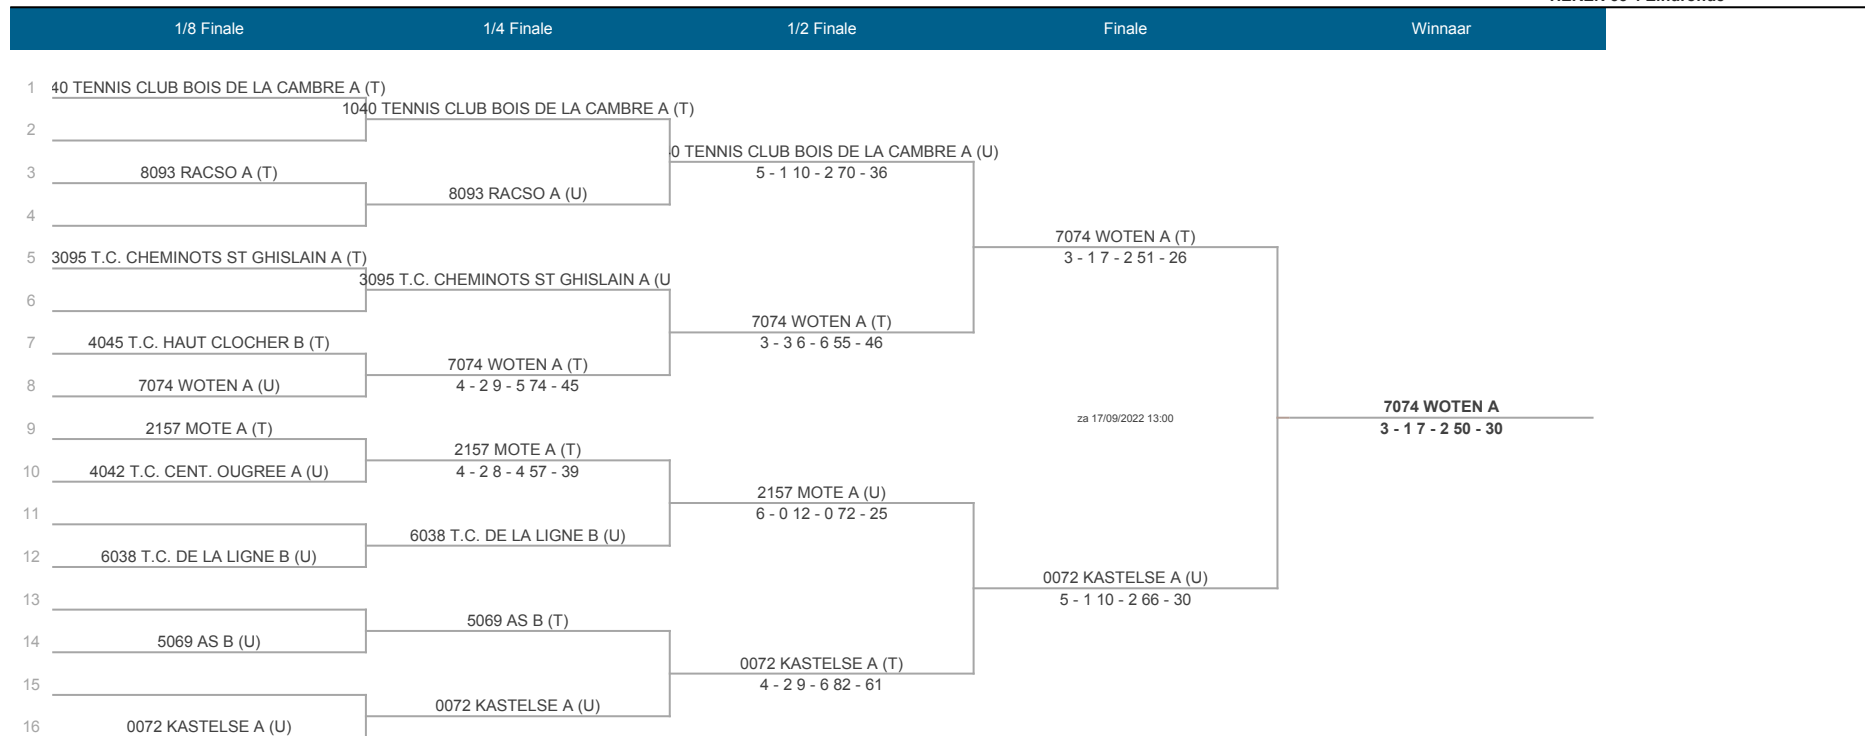 1/8 Finale 1/4 Finale 1/2 Finale Finale Winnaar
1 40 TENNIS CLUB BOIS DE LA CAMBRE A (T)
1040 TENNIS CLUB BOIS DE LA CAMBRE A (T)
2
0 TENNIS CLUB BOIS DE LA CAMBRE A (U)
3 8093 RACSO A (T)
5 - 1 10 - 2 70 - 36
8093 RACSO A (U)
4
7074 WOTEN A (T)
5 3095 T.C. CHEMINOTS ST GHISLAIN A (T)
3 - 1 7 - 2 51 - 26
3095 T.C. CHEMINOTS ST GHISLAIN A (U
6
7074 WOTEN A (T)
7 4045 T.C. HAUT CLOCHER B (T)
3 - 3 6 - 6 55 - 46
7074 WOTEN A (T)
8 7074 WOTEN A (U)
4 - 2 9 - 5 74 - 45
7074 WOTEN A
za 17/09/2022 13:00
9 2157 MOTE A (T)
3 - 1 7 - 2 50 - 30
2157 MOTE A (T)
10 4042 T.C. CENT. OUGREE A (U)
4 - 2 8 - 4 57 - 39
2157 MOTE A (U)
11
6 - 0 12 - 0 72 - 25
6038 T.C. DE LA LIGNE B (U)
12 6038 T.C. DE LA LIGNE B (U)
0072 KASTELSE A (U)
13
5 - 1 10 - 2 66 - 30
5069 AS B (T)
14 5069 AS B (U)
0072 KASTELSE A (T)
15
4 - 2 9 - 6 82 - 61
0072 KASTELSE A (U)
16 0072 KASTELSE A (U)